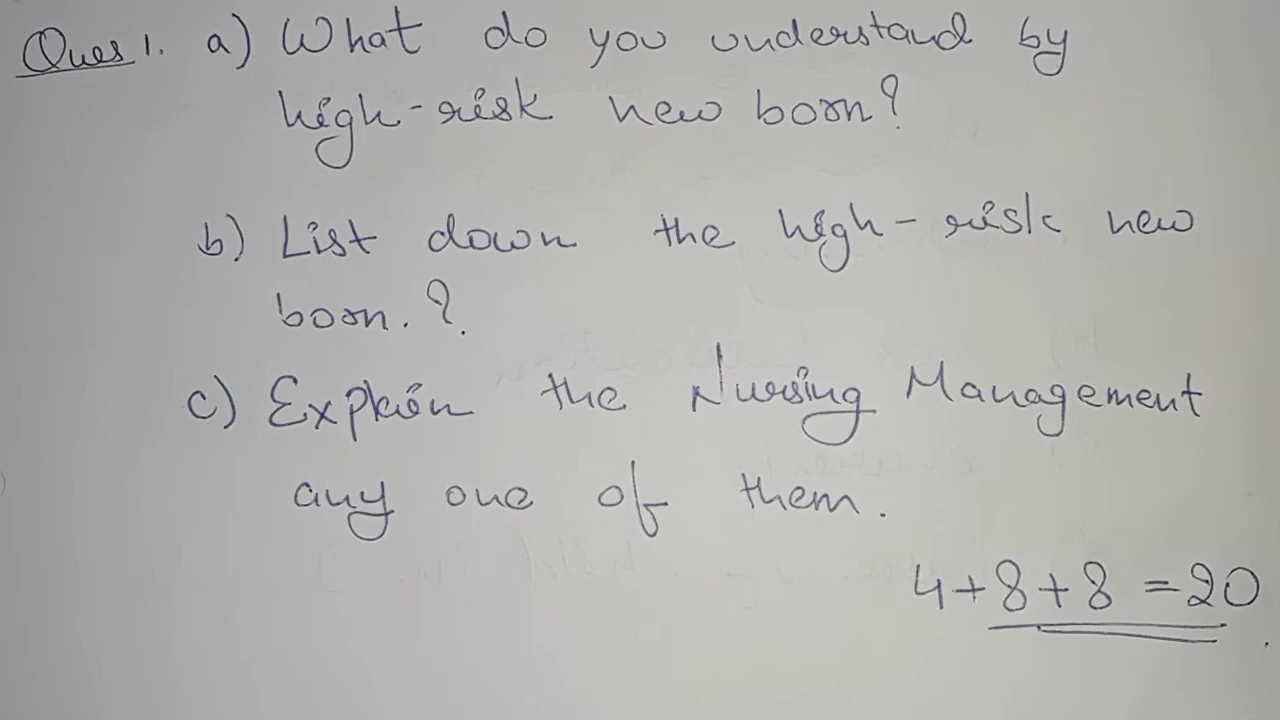 Ques 1. a) What do you understand by
high-risk new born?
b) List down the high-risk new
born.?
c) Explain the Nursing Management
any one of them.
4+8+8 =20